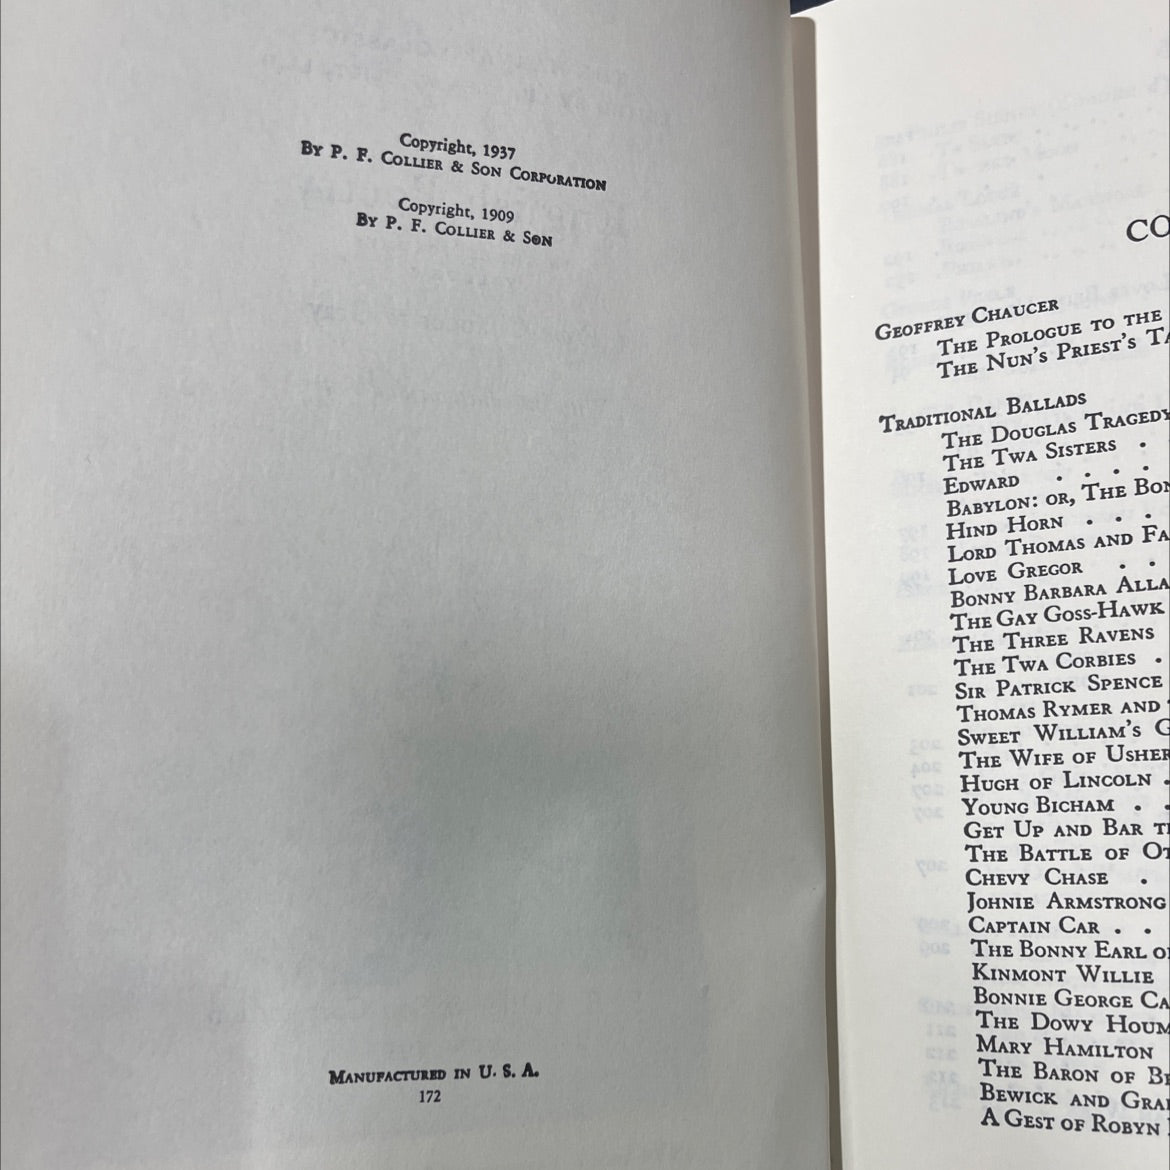 Copyright, 1937
By P. F. Collier & Son Corporation
Copyright, 1909
By P. F. Collier & Son
Manufactured in U. S. A.
172
CO
Geoffrey Chaucer
The Prologue to the
The Nun's Priest's Ta
Traditional Ballads
The Douglas Tragedy
The Twa Sisters .
Edward . . . .
Babylon: or, The Bon
Hind Horn . . .
Lord Thomas and Fa
Love Gregor . .
Bonny Barbara Alla
The Gay Goss-Hawk
The Three Ravens
The Twa Corbies .
Sir Patrick Spence
Thomas Rymer and
Sweet William's G
The Wife of Usher
Hugh of Lincoln .
Young Bicham . .
Get Up and Bar t
The Battle of Ot
Chevy Chase .
Johnie Armstrong
Captain Car . .
The Bonny Earl o
Kinmont Willie
Bonnie George Ca
The Dowy Houm
Mary Hamilton
The Baron of Br
Bewick and Gra
A Gest of Robyn